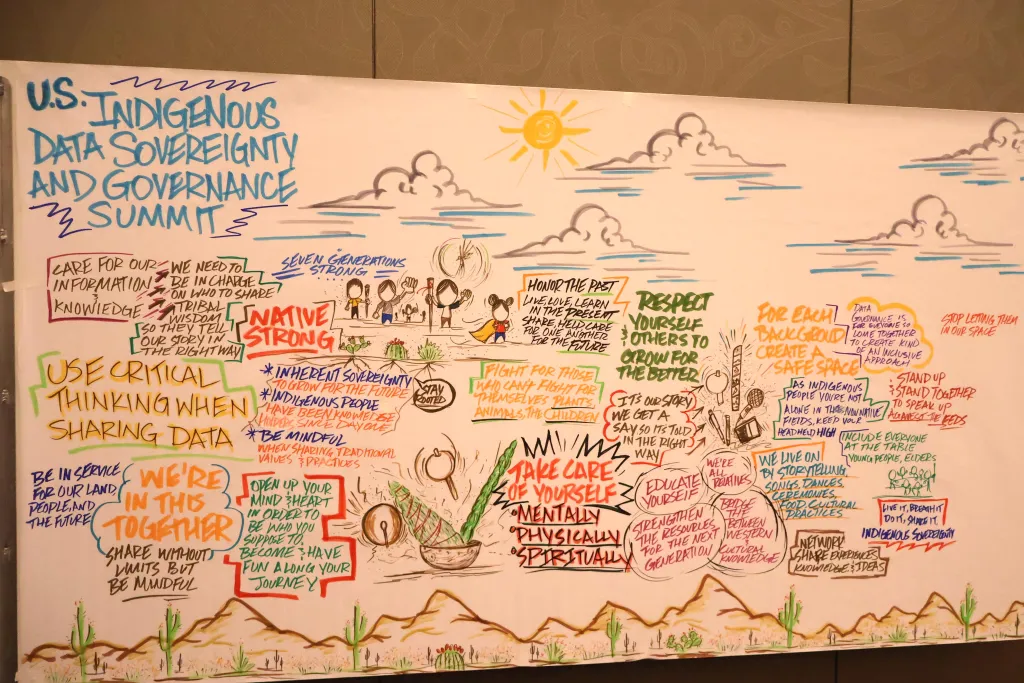 U.S. INDIGENOUS
DATA SOVEREIGNTY
AND GOVERNANCE
SUMMIT
CARE FOR OUR
INFORMATION
&
KNOWLEDGE
WE NEED TO
BE IN CHARGE
ON WHO TO SHARE
TRIBAL
WISDOM
SO THEY TELL
OUR STORY IN
THE RIGHT WAY
SEVEN GENERATIONS
STRONG
NATIVE
STRONG
HONOR THE PAST
LIVE, LOVE, LEARN
IN THE PRESENT
SHARE, HELD CARE
FOR ONE ANOTHER
FOR THE FUTURE
RESPECT
YOURSELF
& OTHERS TO
GROW FOR
THE BETTER
FOR EACH
BACKGROUND
CREATE A
SAFE SPACE
DATA
GOVERNANCE IS
FOR EVERYONE SO
COME TOGETHER
TO CREATE KIND
OF AN INCLUSIVE
APPROACH
STOP LETTING THEM
IN OUR SPACE
USE CRITICAL
THINKING WHEN
SHARING DATA
* INHERENT SOVEREIGNTY
TO GROW FOR THE FUTURE
* INDIGENOUS PEOPLE
HAVE BEEN KNOWLEDGE
HOLDERS SINCE DAY ONE
* BE MINDFUL
WHEN SHARING TRADITIONAL
VALUES & PRACTICES
STAY
ROOTED
FIGHT FOR THOSE
WHO CAN'T FIGHT FOR
THEMSELVES PLANTS,
ANIMALS, THE CHILDREN
IT'S OUR STORY
WE GET A
SAY SO IT'S TOLD
IN THE RIGHT
WAY
AS INDIGENOUS
PEOPLE YOU'RE NOT
ALONE IN THESE NON NATIVE
FIELDS, KEEP YOUR
HEAD HELD HIGH
STAND UP
& STAND TOGETHER
TO SPEAK UP
AGAINST THE FEDS
INCLUDE EVERYONE
AT THE TABLE
YOUNG PEOPLE, ELDERS
BE IN SERVICE
FOR OUR LAND
PEOPLE, AND
THE FUTURE
WE'RE
IN THIS
TOGETHER
SHARE WITHOUT
LIMITS BUT
BE MINDFUL
OPEN UP YOUR
MIND & HEART
IN ORDER TO
BE WHO YOU
SUPPOSE TO
BECOME & HAVE
FUN ALONG YOUR
JOURNEY
TAKE CARE
OF YOURSELF
* MENTALLY
* PHYSICALLY
* SPIRITUALLY
EDUCATE
YOURSELF
STRENGTHEN
THE RESOURCES
FOR THE NEXT
GENERATION
WE'RE
ALL
RELATIVES
BRIDGE
THE
BETWEEN
WESTERN
&
CULTURAL
KNOWLEDGE
WE LIVE ON
BY STORYTELLING
SONGS, DANCES,
CEREMONIES,
FOOD, CULTURAL
PRACTICES
LIVE IT, BREATH IT
DO IT, SHARE IT
INDIGENOUS SOVEREIGNTY
NETWORK
SHARE EXPERIENCES
KNOWLEDGE & IDEAS